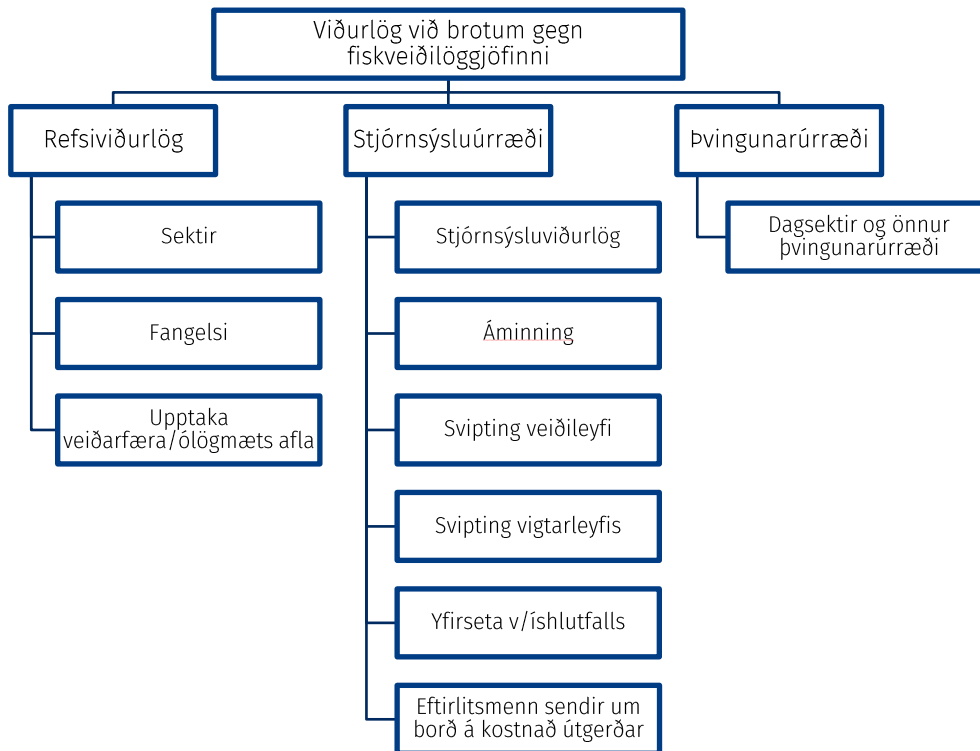 Viðurlög við brotum gegn
fiskveiðilöggjöfinni
Refsiviðurlög
Sektir
Fangelsi
Upptaka
veiðarfæra/ólögmæts afla
Stjórnsýsluúrræði
Stjórnsýsluviðurlög
Áminning
Svipting veiðileyfi
Svipting vigtarleyfis
Yfirseta v/íshlutfalls
Eftirlitsmenn sendir um
borð á kostnað útgerðar
Þvingunarúrræði
Dagsektir og önnur
þvingunarúrræði